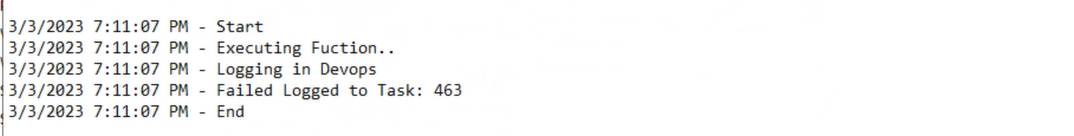 3/3/2023 7:11:07 PM - Start
3/3/2023 7:11:07 PM - Executing Fuction..
3/3/2023 7:11:07 PM - Logging in Devops
3/3/2023 7:11:07 PM - Failed Logged to Task: 463
3/3/2023 7:11:07 PM - End